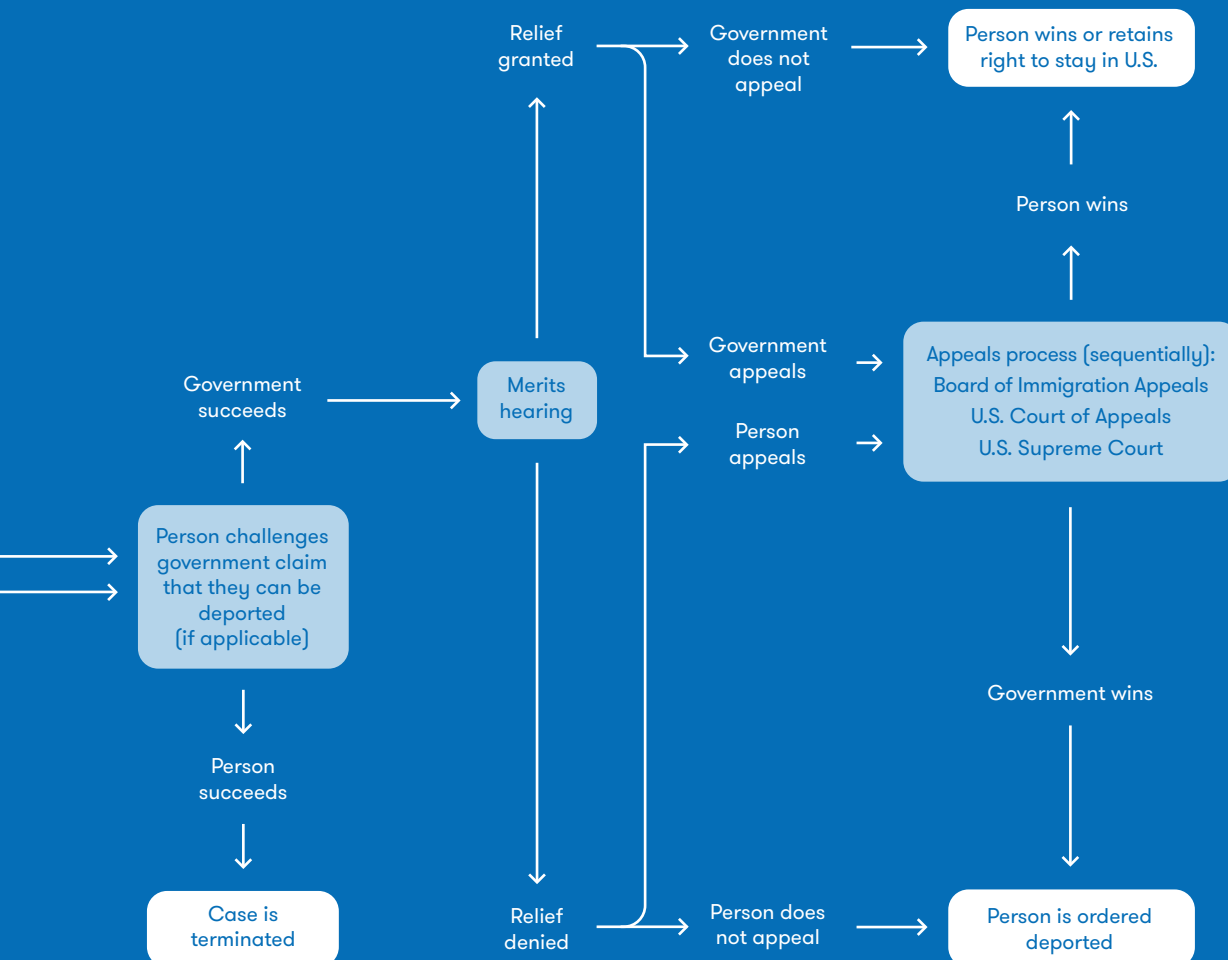 Relief
granted
Government
does not
appeal
Person wins or retains
right to stay in U.S.
Person wins
Government
appeals
Person
appeals
Appeals process (sequentially):
Board of Immigration Appeals
U.S. Court of Appeals
U.S. Supreme Court
Government
succeeds
Merits
hearing
Person challenges
government claim
that they can be
deported
(if applicable)
Government wins
Person
succeeds
Case is
terminated
Relief
denied
Person does
not appeal
Person is ordered
deported